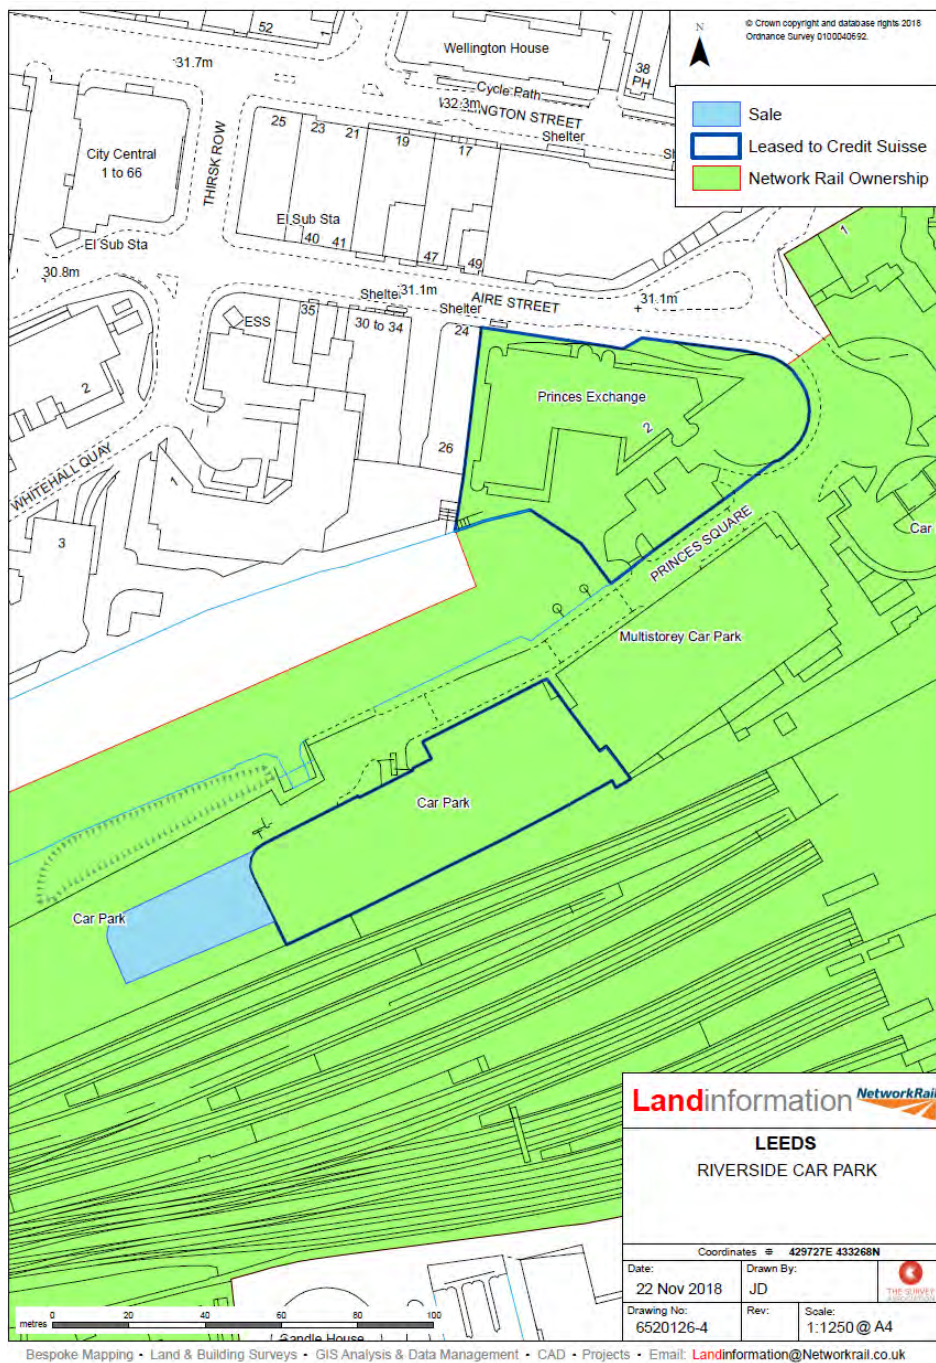 N
© Crown copyright and database rights 2018
Ordnance Survey 0100040692.
Sale
Leased to Credit Suisse
Network Rail Ownership
52
1
31.7m
Wellington House
38
PH
Cycle Path
32.3m
WELLINGTON STREET
Shelter
25
23
21
19
17
City Central
1 to 66
THIRSK ROW
El Sub Sta
40
41
47
49
El Sub Sta
30.8m
1
Shelter
31.1m
AIRE STREET
31.1m
Shelter
ESS
35
30 to 34
24
2
Princes Exchange
2
26
WHITEHALL QUAY
1
3
Car
PRINCES SQUARE
Multistorey Car Park
Car Park
Car Park
Landinformation
NetworkRail
LEEDS
RIVERSIDE CAR PARK
Coordinates = 429727E 433268N
Date:
22 Nov 2018
Drawn By:
JD
THE SURVEY
ASSOCIATION
Drawing No:
6520126-4
Rev:
Scale:
1:1250 @ A4
metres 0 20 40 60 80 100
Candle House
Bespoke Mapping • Land & Building Surveys • GIS Analysis & Data Management • CAD • Projects • Email: Landinformation@Networkrail.co.uk